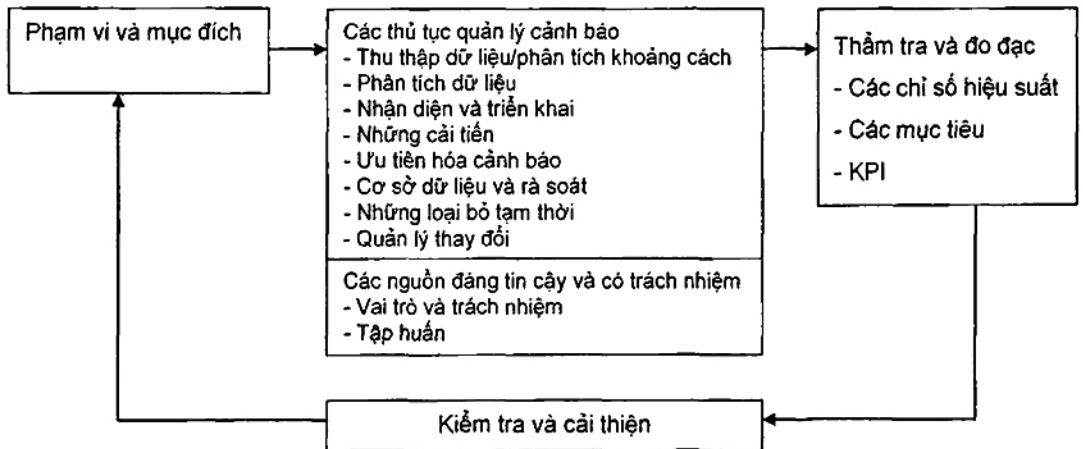 Phạm vi và mục đích
Các thủ tục quản lý cảnh báo
- Thu thập dữ liệu/phân tích khoảng cách
- Phân tích dữ liệu
- Nhận diện và triển khai
- Những cải tiến
- Ưu tiên hóa cảnh báo
- Cơ sở dữ liệu và rà soát
- Những loại bỏ tạm thời
- Quản lý thay đổi
Các nguồn đáng tin cậy và có trách nhiệm
- Vai trò và trách nhiệm
- Tập huấn
Thẩm tra và đo đạc
- Các chỉ số hiệu suất
- Các mục tiêu
- KPI
Kiểm tra và cải thiện